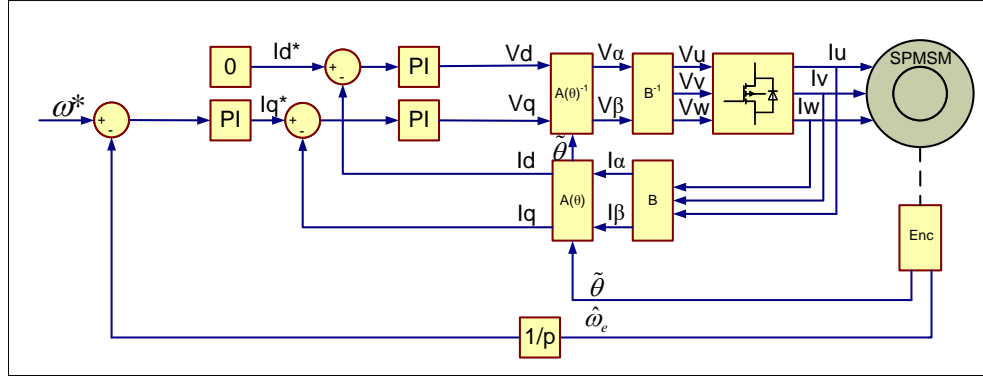 Id*
Vd
Vα
Vu
Iu
SPMSM
0
+
-
PI
A(θ)⁻¹
B⁻¹
Vv
Iv
ω*
Iq*
Vq
Vβ
Vw
Iw
+
-
PI
+
-
PI
θ̃
Id
Iα
A(θ)
B
Iq
Iβ
Enc
θ̃
ω̂ₑ
1/p